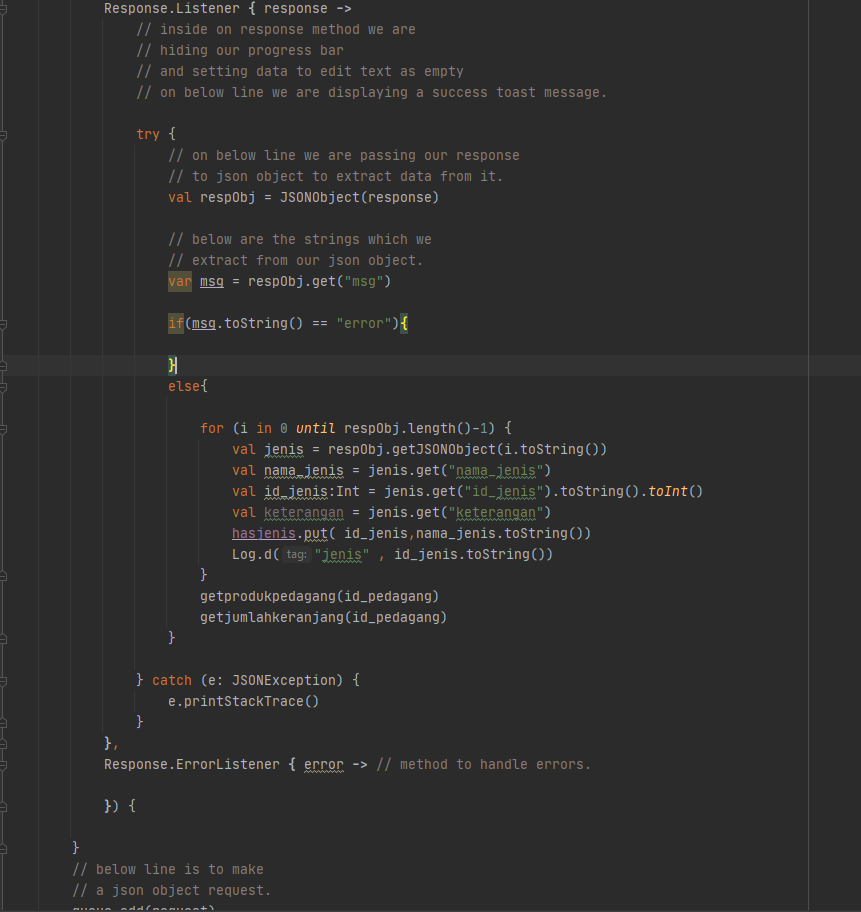 Response.Listener { response ->
// inside on response method we are
// hiding our progress bar
// and setting data to edit text as empty
// on below line we are displaying a success toast message.
try {
// on below line we are passing our response
// to json object to extract data from it.
val respObj = JSONObject(response)
// below are the strings which we
// extract from our json object.
var msg = respObj.get("msg")
if(msg.toString() == "error"){
}
else{
for (i in 0 until respObj.length()-1) {
val jenis = respObj.getJSONObject(i.toString())
val nama_jenis = jenis.get("nama_jenis")
val id_jenis:Int = jenis.get("id_jenis").toString().toInt()
val keterangan = jenis.get("keterangan")
hasjenis.put( id_jenis,nama_jenis.toString())
Log.d( tag: "jenis" , id_jenis.toString())
}
getprodukpedagang(id_pedagang)
getjumlahkeranjang(id_pedagang)
}
} catch (e: JSONException) {
e.printStackTrace()
}
},
Response.ErrorListener { error -> // method to handle errors.
}) {
}
// below line is to make
// a json object request.
queue.add(request)